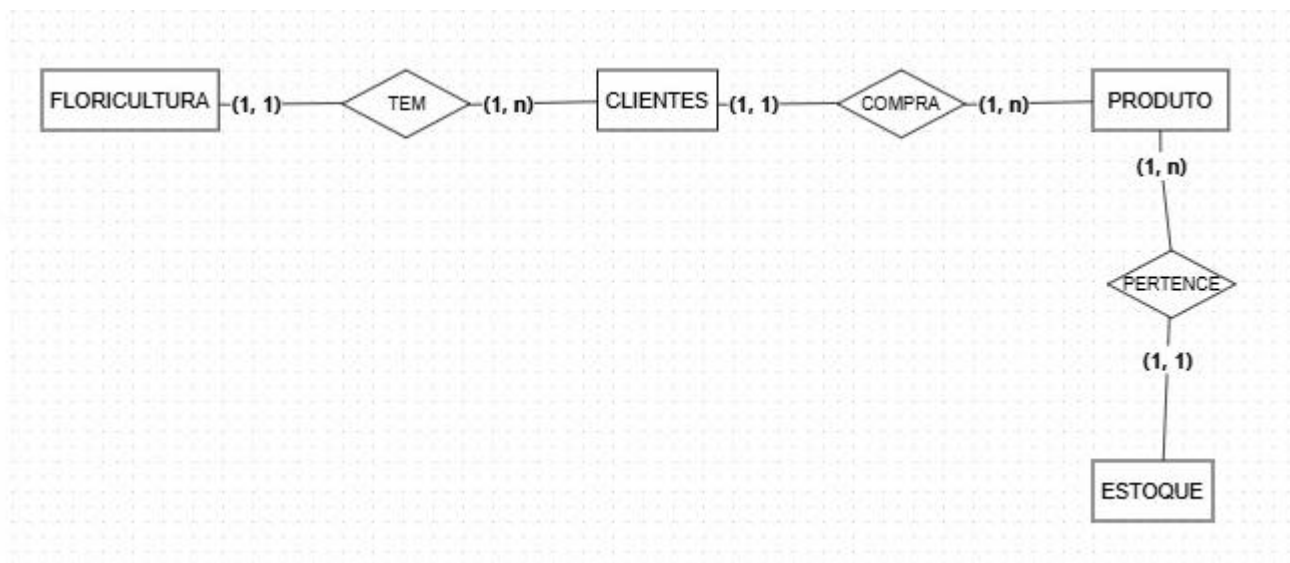 FLORICULTURA (1, 1) TEM (1, n) CLIENTES (1, 1) COMPRA (1, n) PRODUTO
(1, n)
PERTENCE
(1, 1)
ESTOQUE